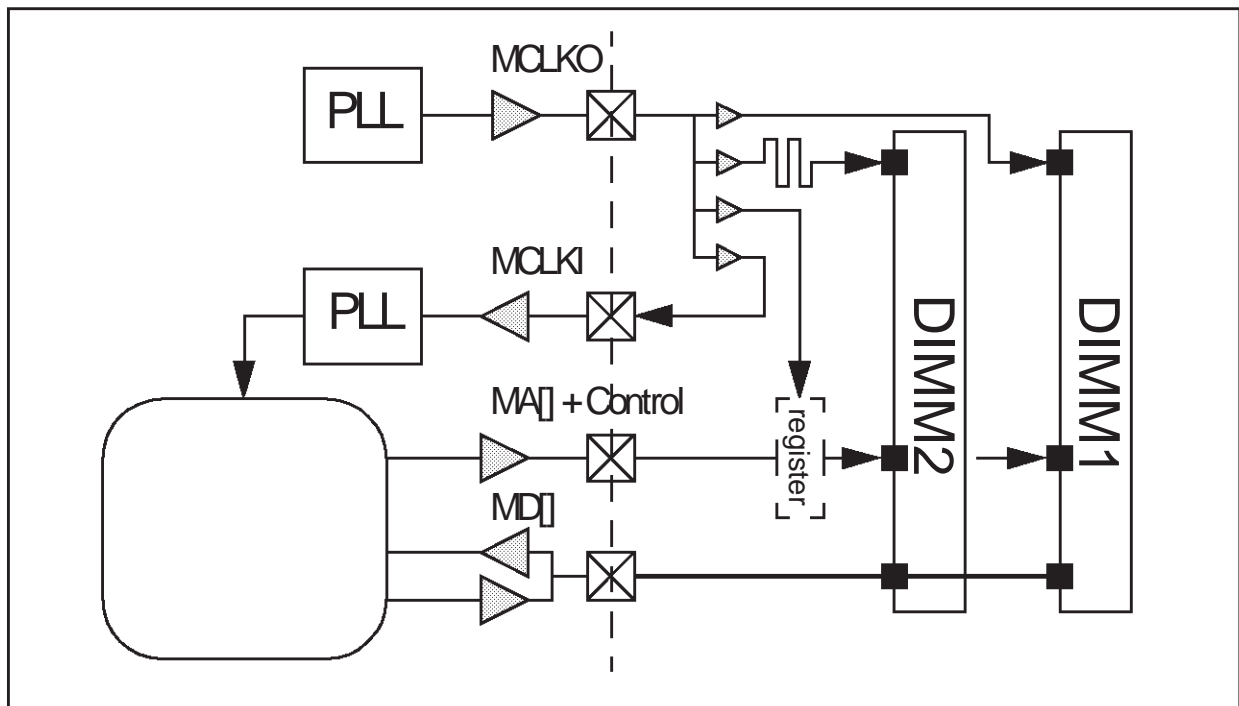 MCLKO
PLL
MCLKI
PLL
DIMM2
DIMM1
MA[] + Control
register
MD[]